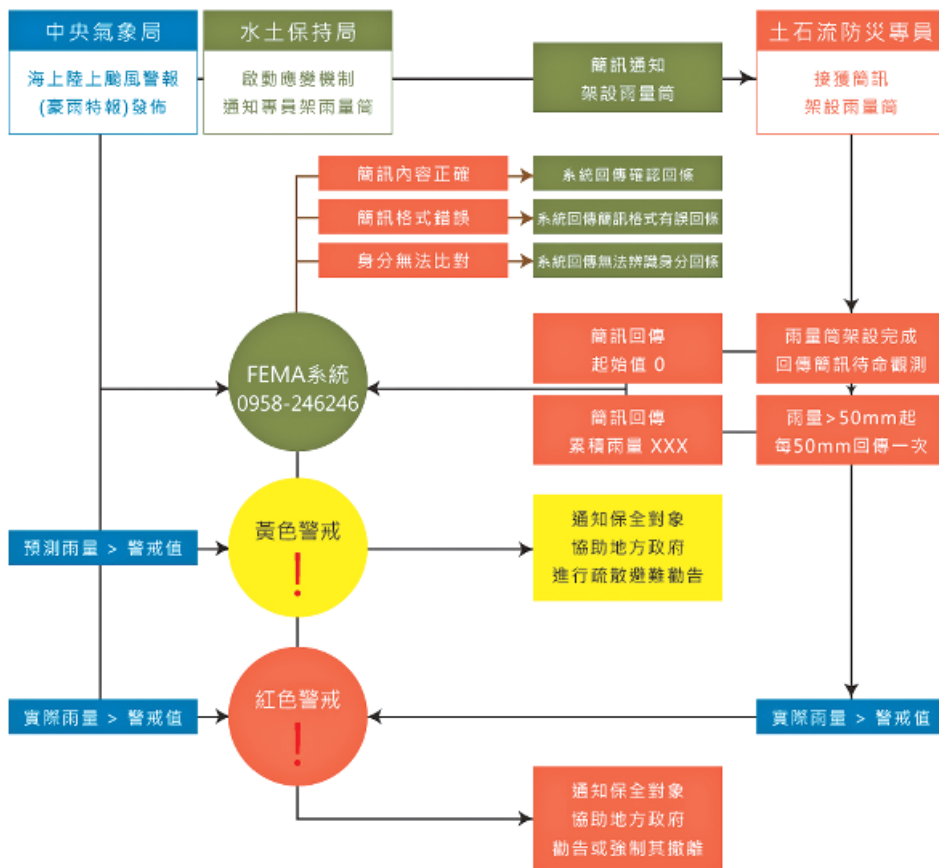 中央氣象局
海上陸上颱風警報
(豪雨特報)發佈
水土保持局
啟動應變機制
通知專員架雨量筒
簡訊通知
架設雨量筒
土石流防災專員
接獲簡訊
架設雨量筒
簡訊內容正確
系統回傳確認回條
簡訊格式錯誤
系統回傳簡訊格式有誤回條
身分無法比對
系統回傳無法辨識身分回條
FEMA系統
0958-246246
簡訊回傳
起始值 0
雨量筒架設完成
回傳簡訊待命觀測
簡訊回傳
累積雨量 XXX
雨量>50mm起
每50mm回傳一次
預測雨量 > 警戒值
黃色警戒
!
通知保全對象
協助地方政府
進行疏散避難勸告
實際雨量 > 警戒值
紅色警戒
!
實際雨量 > 警戒值
通知保全對象
協助地方政府
勸告或強制其撤離